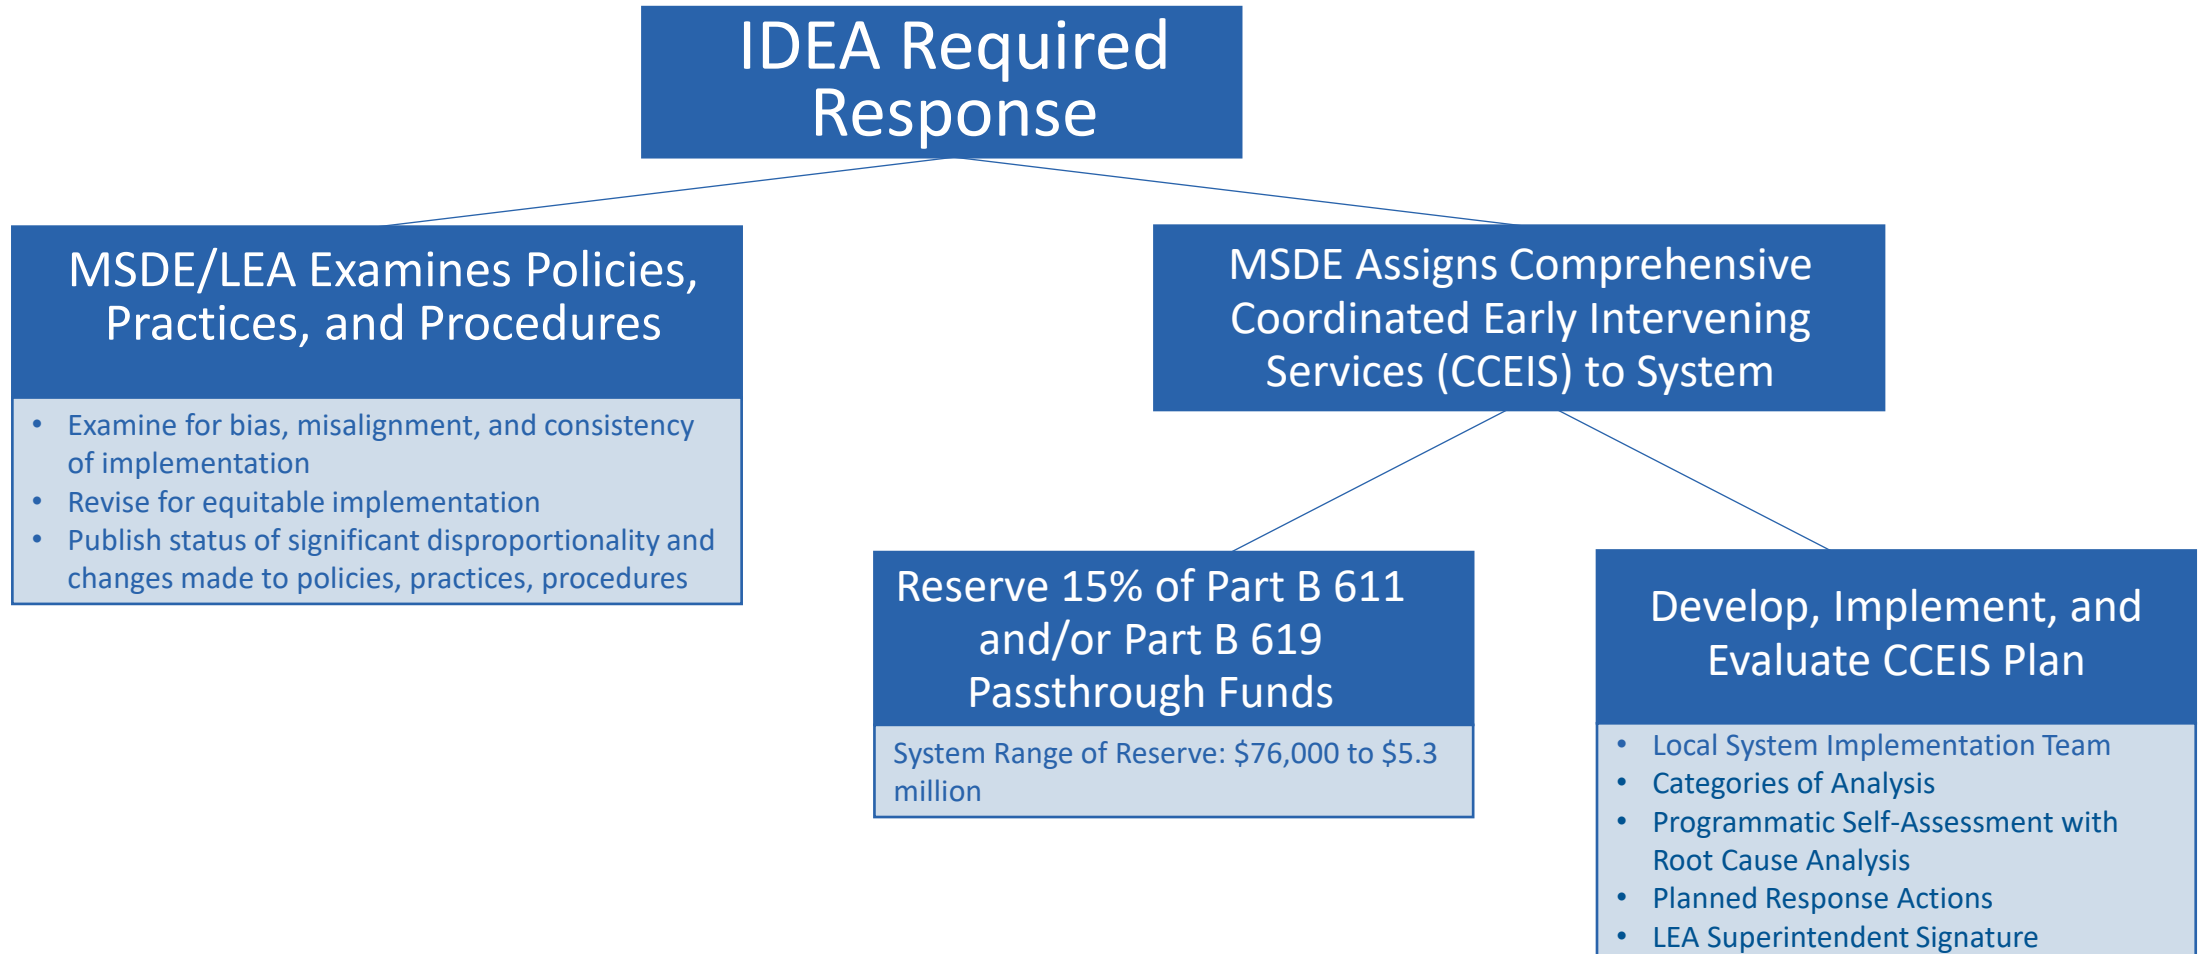 IDEA Required
Response
MSDE/LEA Examines Policies,
Practices, and Procedures
• Examine for bias, misalignment, and consistency
of implementation
• Revise for equitable implementation
• Publish status of significant disproportionality and
changes made to policies, practices, procedures
MSDE Assigns Comprehensive
Coordinated Early Intervening
Services (CCEIS) to System
Reserve 15% of Part B 611
and/or Part B 619
Passthrough Funds
System Range of Reserve: $76,000 to $5.3
million
Develop, Implement, and
Evaluate CCEIS Plan
• Local System Implementation Team
• Categories of Analysis
• Programmatic Self-Assessment with
Root Cause Analysis
• Planned Response Actions
• LEA Superintendent Signature